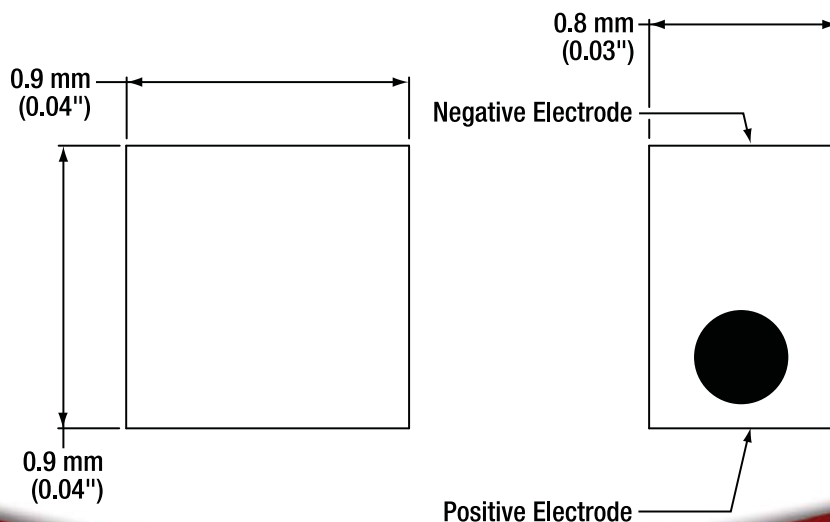 0.9 mm
(0.04")
0.8 mm
(0.03")
Negative Electrode
0.9 mm
(0.04")
Positive Electrode